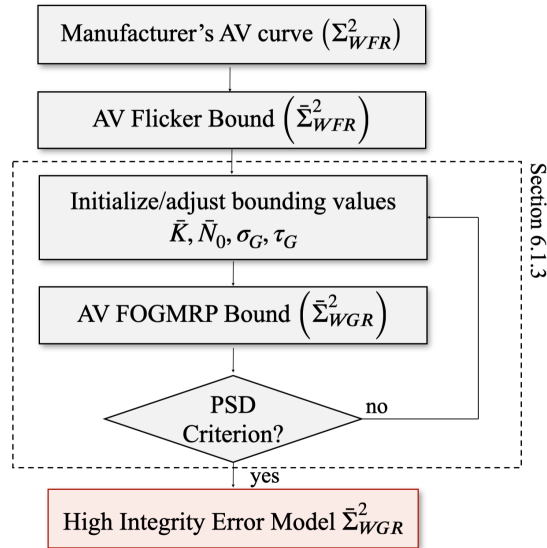 Manufacturer's AV curve (Σ²_WFR)
AV Flicker Bound (Σ̄²_WFR)
Initialize/adjust bounding values
K̄, N̄₀, σ_G, τ_G
AV FOGMRP Bound (Σ̄²_WGR)
PSD
Criterion?
no
yes
High Integrity Error Model Σ̄²_WGR
Section 6.1.3